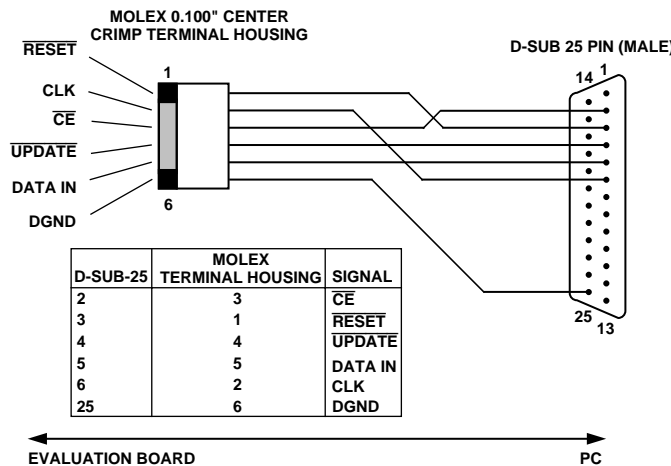 MOLEX 0.100" CENTER
CRIMP TERMINAL HOUSING
D-SUB 25 PIN (MALE)
RESET
CLK
CE
UPDATE
DATA IN
DGND
1
6
14 1
25
13
D-SUB-25 MOLEX TERMINAL HOUSING SIGNAL
2 3 CE
3 1 RESET
4 4 UPDATE
5 5 DATA IN
6 2 CLK
25 6 DGND
EVALUATION BOARD PC